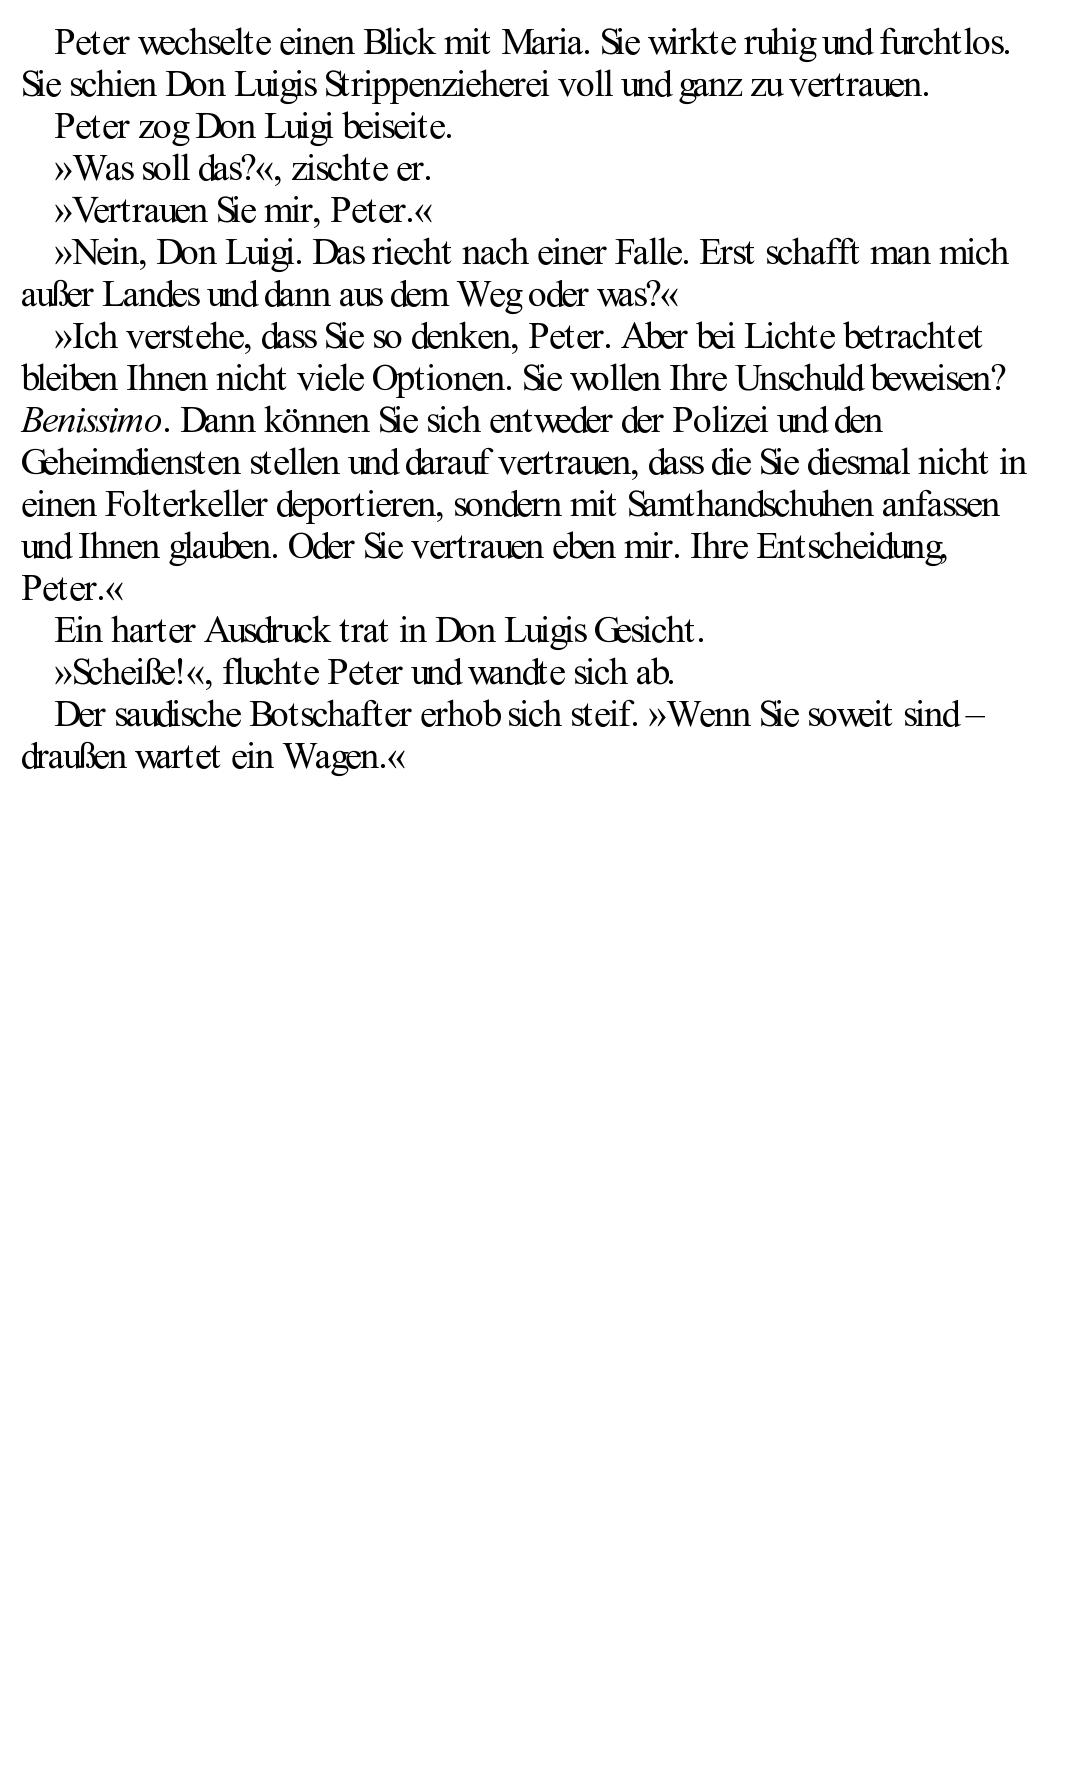 Peter wechselte einen Blick mit Maria. Sie wirkte ruhig und furchtlos.
Sie schien Don Luigis Strippenzieherei voll und ganz zu vertrauen.
Peter zog Don Luigi beiseite.
»Was soll das?«, zischte er.
»Vertrauen Sie mir, Peter.«
»Nein, Don Luigi. Das riecht nach einer Falle. Erst schafft man mich
außer Landes und dann aus dem Weg oder was?«
»Ich verstehe, dass Sie so denken, Peter. Aber bei Lichte betrachtet
bleiben Ihnen nicht viele Optionen. Sie wollen Ihre Unschuld beweisen?
Benissimo. Dann können Sie sich entweder der Polizei und den
Geheimdiensten stellen und darauf vertrauen, dass die Sie diesmal nicht in
einen Folterkeller deportieren, sondern mit Samthandschuhen anfassen
und Ihnen glauben. Oder Sie vertrauen eben mir. Ihre Entscheidung,
Peter.«
Ein harter Ausdruck trat in Don Luigis Gesicht.
»Scheiße!«, fluchte Peter und wandte sich ab.
Der saudische Botschafter erhob sich steif. »Wenn Sie soweit sind –
draußen wartet ein Wagen.«